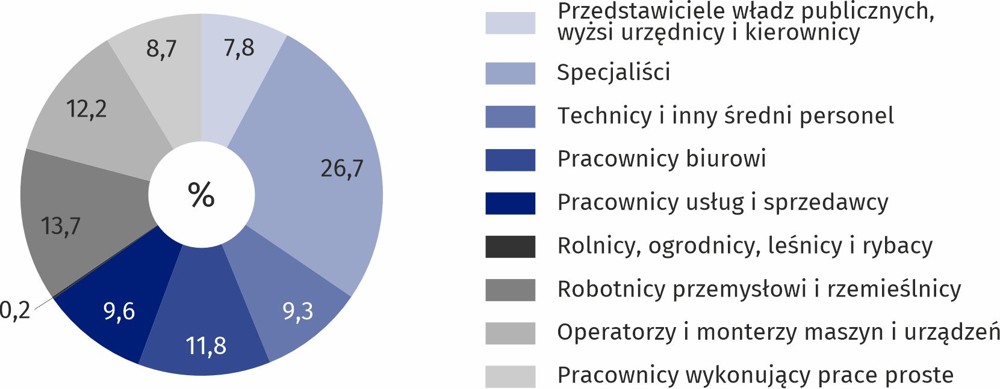 8,7
7,8
12,2
26,7
%
13,7
0,2
9,6
9,3
11,8
Przedstawiciele władz publicznych,
wyżsi urzędnicy i kierownicy
Specjaliści
Technicy i inny średni personel
Pracownicy biurowi
Pracownicy usług i sprzedawcy
Rolnicy, ogrodnicy, leśnicy i rybacy
Robotnicy przemysłowi i rzemieślnicy
Operatorzy i monterzy maszyn i urządzeń
Pracownicy wykonujący prace proste